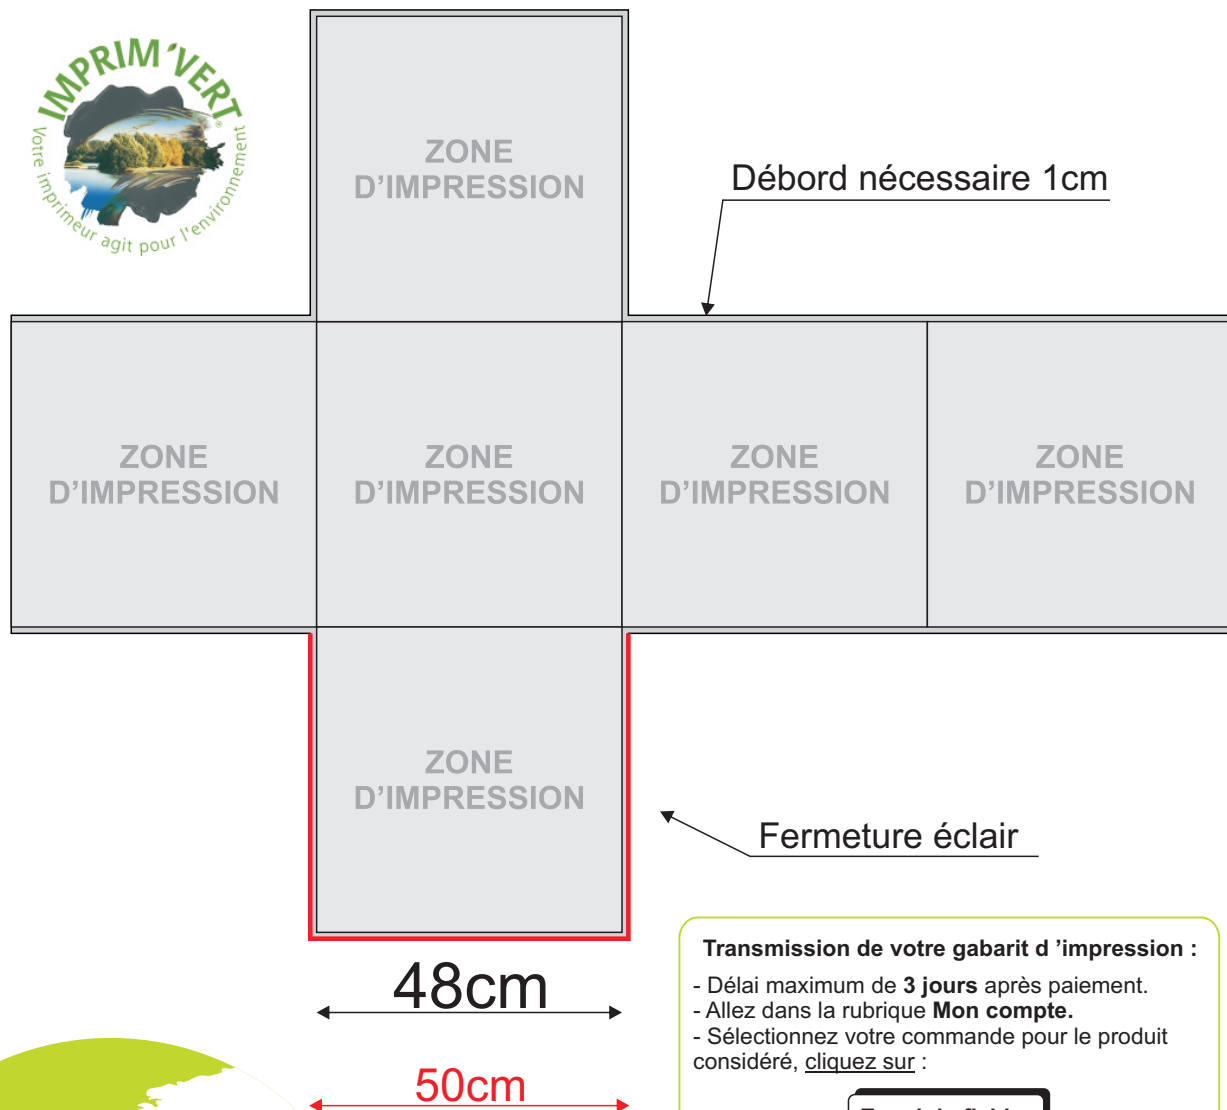 IMPRIM'VERT®
Votre imprimeur agit pour l'environnement
ZONE
D'IMPRESSION
Débord nécessaire 1cm
ZONE
D'IMPRESSION
ZONE
D'IMPRESSION
ZONE
D'IMPRESSION
ZONE
D'IMPRESSION
ZONE
D'IMPRESSION
Fermeture éclair
48cm
50cm
Transmission de votre gabarit d 'impression :
- Délai maximum de 3 jours après paiement.
- Allez dans la rubrique Mon compte.
- Sélectionnez votre commande pour le produit
considéré, cliquez sur :